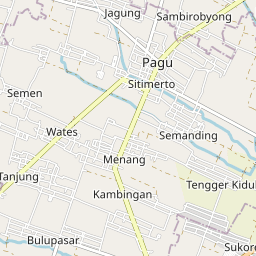 Jagung
Sambirobyong
Pagu
Sitimerto
Semen
Wates
Semanding
Menang
Tanjung
Tengger Kidul
Kambingan
Bulupasar
Sukore